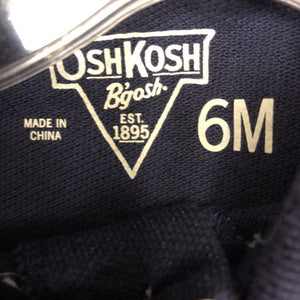 OSHKOSH
B'gosh.
EST.
1895
MADE IN
CHINA
6M